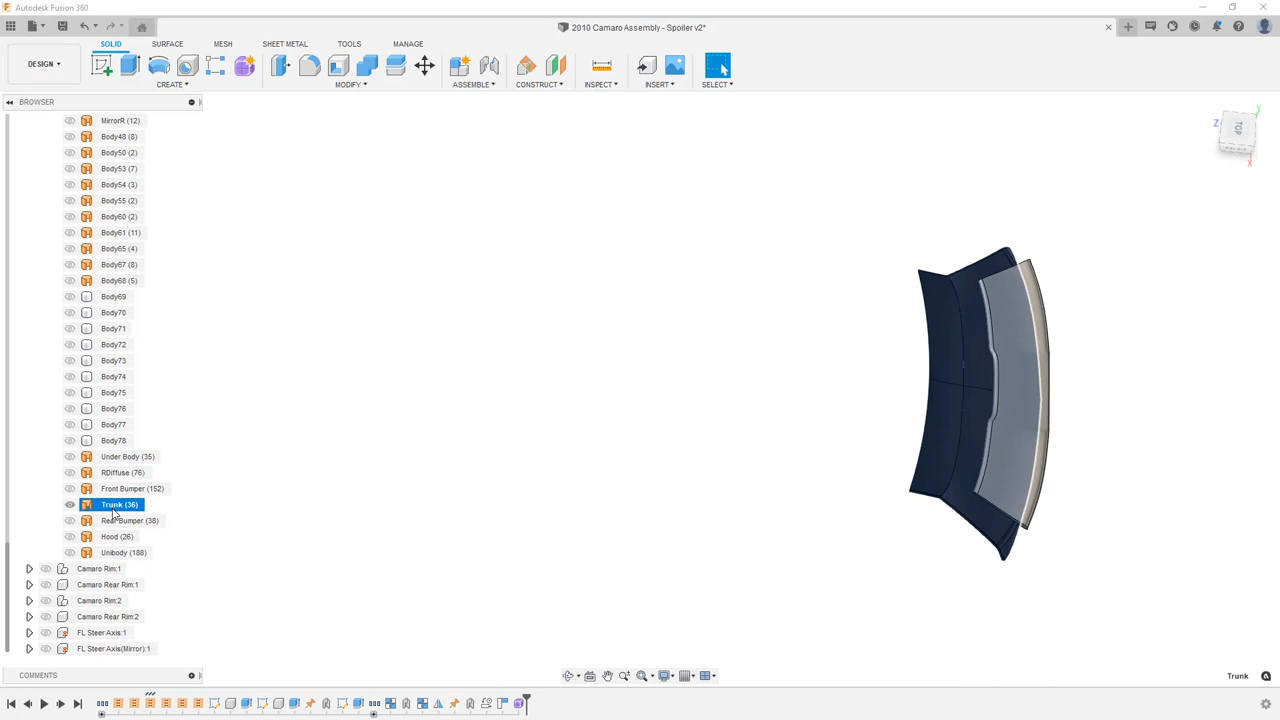 Autodesk Fusion 360
2010 Camaro Assembly - Spoiler v2*
SOLID SURFACE MESH SHEET METAL TOOLS MANAGE
DESIGN
CREATE MODIFY ASSEMBLE CONSTRUCT INSPECT INSERT SELECT
BROWSER
MirrorR (12)
Body48 (8)
Body50 (2)
Body53 (7)
Body54 (3)
Body55 (2)
Body60 (2)
Body61 (11)
Body65 (4)
Body67 (8)
Body68 (5)
Body69
Body70
Body71
Body72
Body73
Body74
Body75
Body76
Body77
Body78
Under Body (35)
RDiffuse (76)
Front Bumper (152)
Trunk (36)
Rear Bumper (38)
Hood (26)
Unibody (188)
Camaro Rim:1
Camaro Rear Rim:1
Camaro Rim:2
Camaro Rear Rim:2
FL Steer Axis:1
FL Steer Axis(Mirror):1
COMMENTS
Trunk
TOP
Z
Y
X